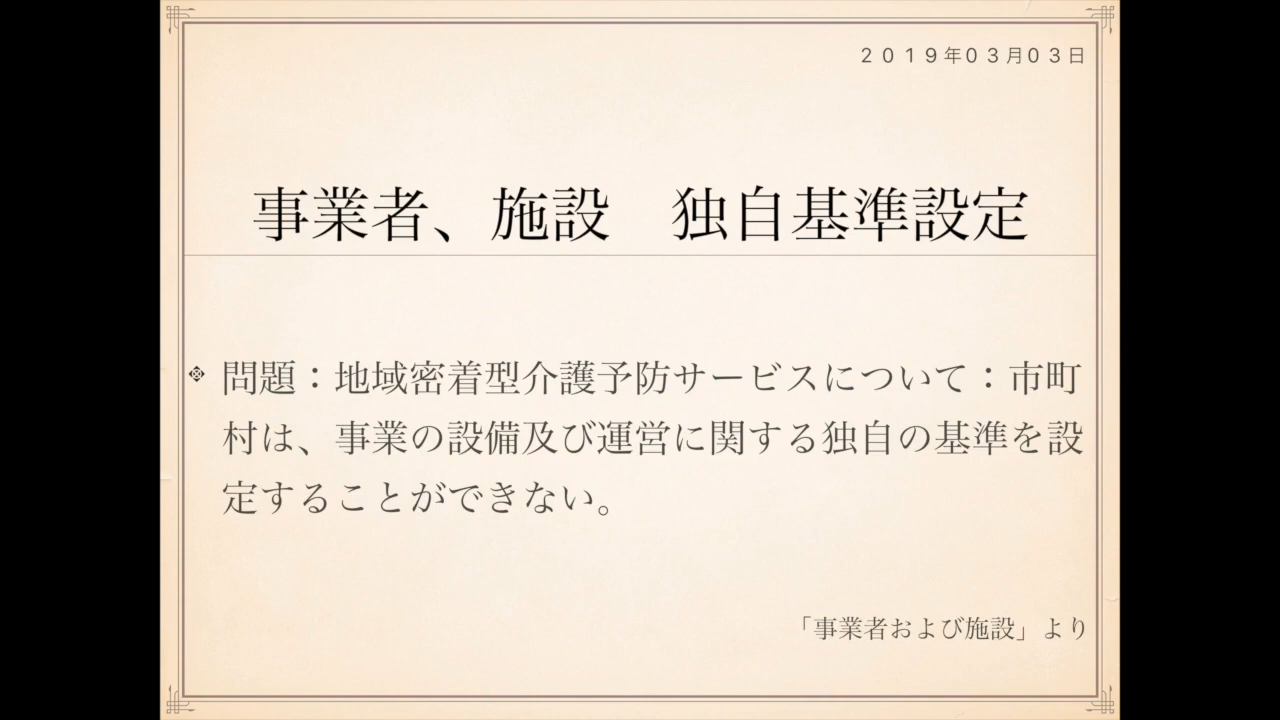 ２０１９年０３月０３日
事業者、施設　独自基準設定
問題：地域密着型介護予防サービスについて：市町
村は、事業の設備及び運営に関する独自の基準を設
定することができない。
「事業者および施設」より